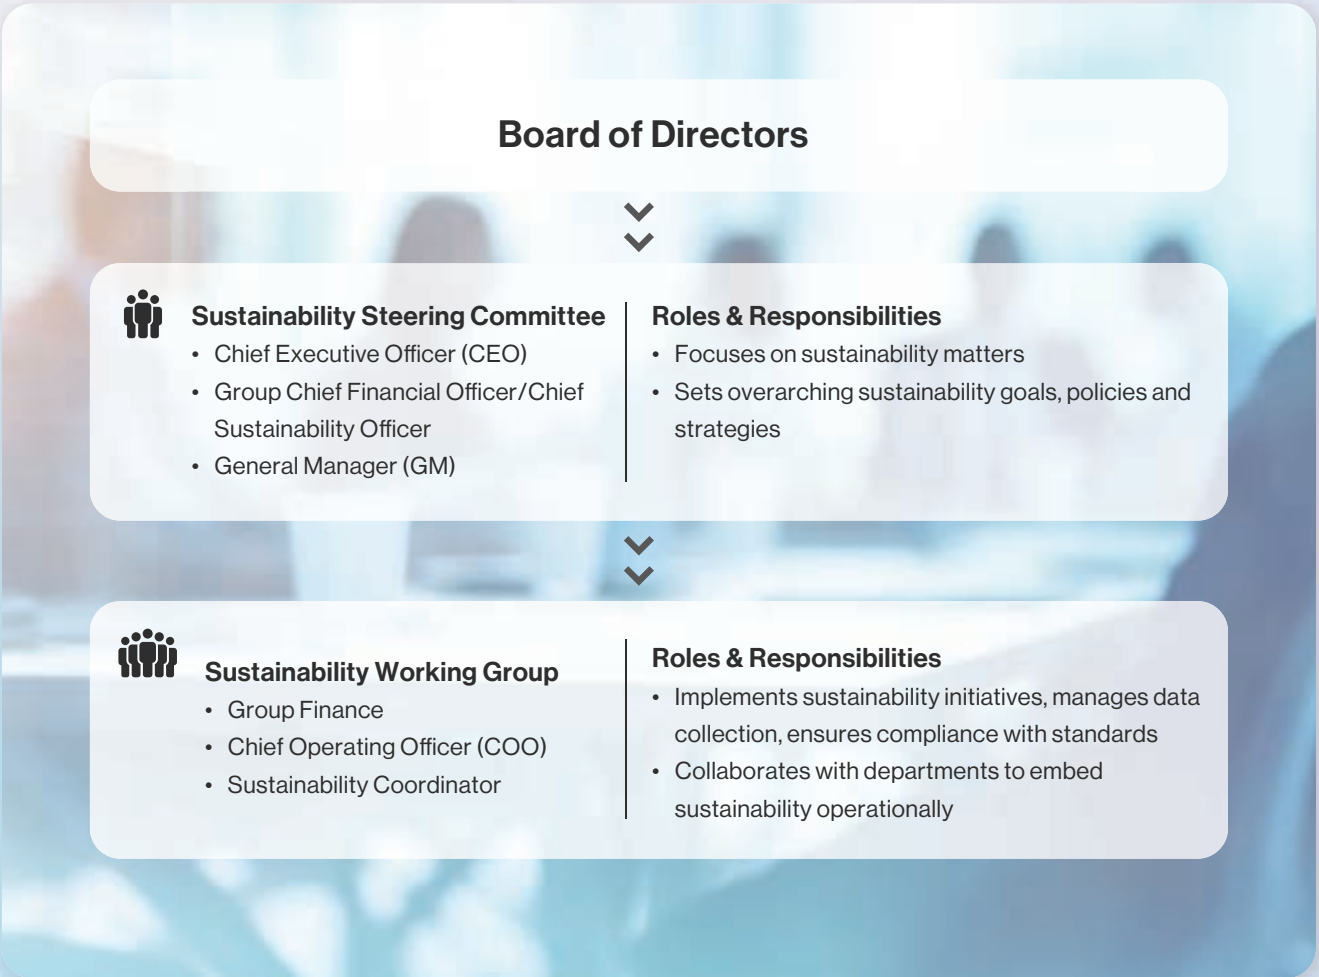 Board of Directors
Sustainability Steering Committee
• Chief Executive Officer (CEO)
• Group Chief Financial Officer/Chief
Sustainability Officer
• General Manager (GM)
Roles & Responsibilities
• Focuses on sustainability matters
• Sets overarching sustainability goals, policies and
strategies
Sustainability Working Group
• Group Finance
• Chief Operating Officer (COO)
• Sustainability Coordinator
Roles & Responsibilities
• Implements sustainability initiatives, manages data
collection, ensures compliance with standards
• Collaborates with departments to embed
sustainability operationally